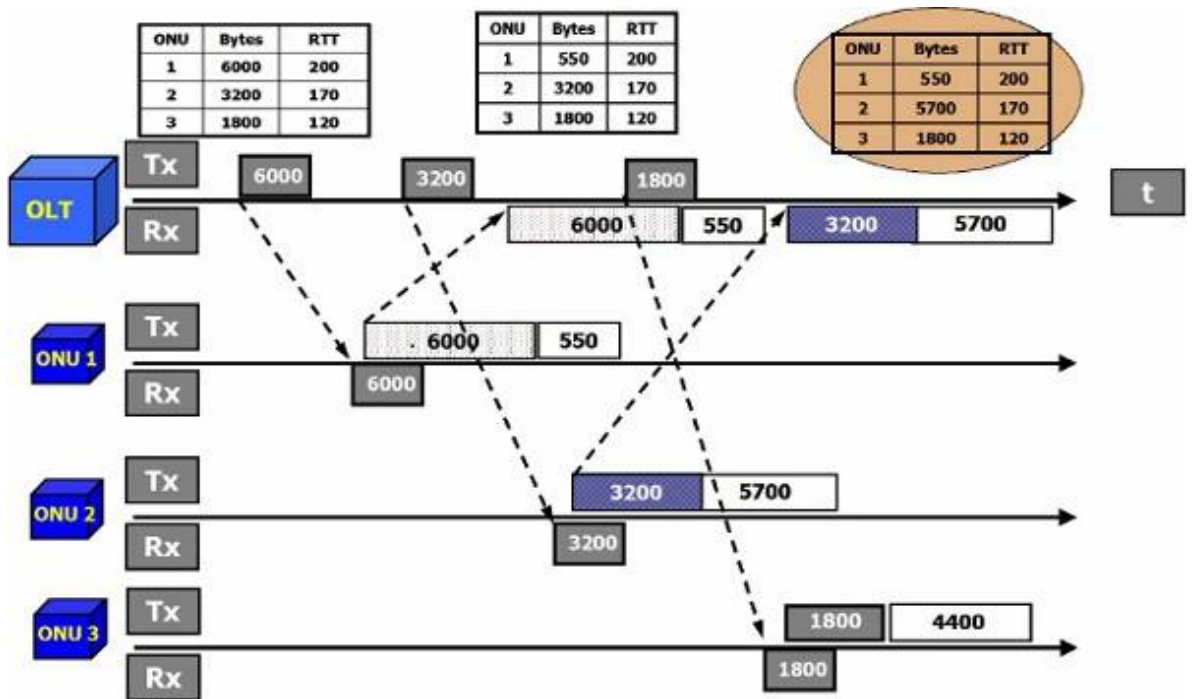 ONU Bytes RTT
1 6000 200
2 3200 170
3 1800 120
ONU Bytes RTT
1 550 200
2 3200 170
3 1800 120
ONU Bytes RTT
1 550 200
2 5700 170
3 1800 120
OLT
Tx
6000
3200
1800
t
Rx
6000
550
3200
5700
ONU 1
Tx
. 6000
550
Rx
6000
ONU 2
Tx
3200
5700
Rx
3200
ONU 3
Tx
1800
4400
Rx
1800